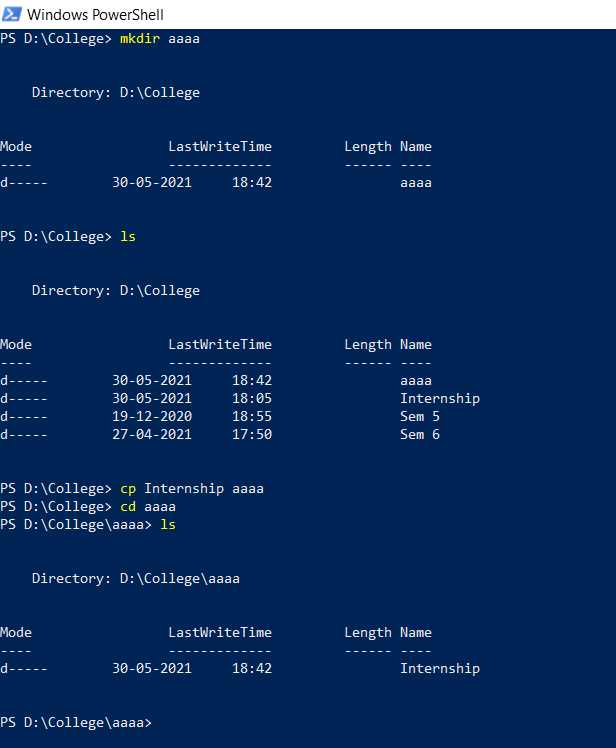 Windows PowerShell
PS D:\College> mkdir aaaa
Directory: D:\College
Mode LastWriteTime Length Name
---- ------------- ------ ----
d----- 30-05-2021 18:42 aaaa
PS D:\College> ls
Directory: D:\College
Mode LastWriteTime Length Name
---- ------------- ------ ----
d----- 30-05-2021 18:42 aaaa
d----- 30-05-2021 18:05 Internship
d----- 19-12-2020 18:55 Sem 5
d----- 27-04-2021 17:50 Sem 6
PS D:\College> cp Internship aaaa
PS D:\College> cd aaaa
PS D:\College\aaaa> ls
Directory: D:\College\aaaa
Mode LastWriteTime Length Name
---- ------------- ------ ----
d----- 30-05-2021 18:42 Internship
PS D:\College\aaaa>